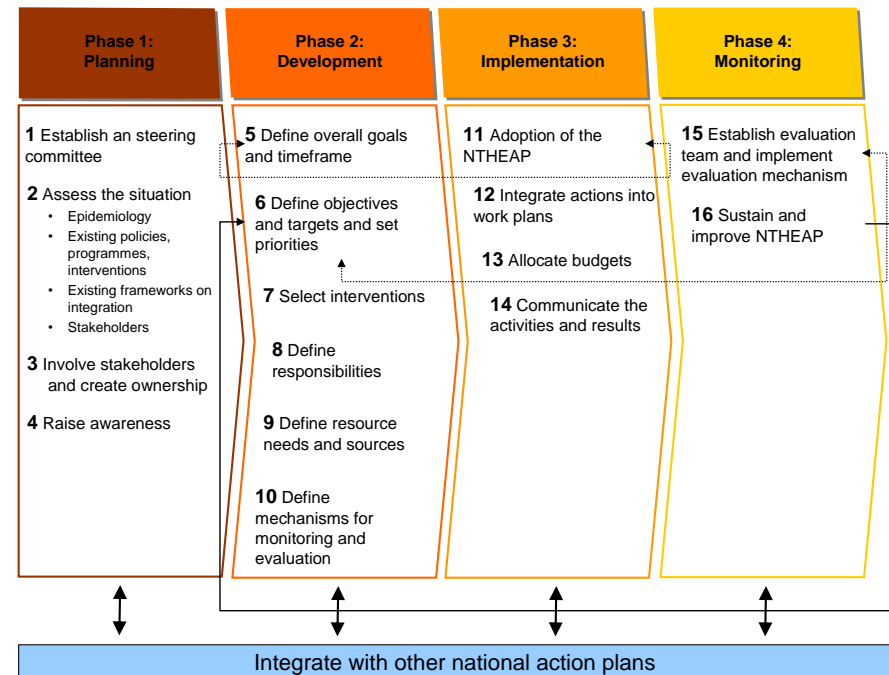 Phase 1:
Planning
Phase 2:
Development
Phase 3:
Implementation
Phase 4:
Monitoring
1 Establish an steering
committee
2 Assess the situation
• Epidemiology
• Existing policies,
programmes,
interventions
• Existing frameworks on
integration
• Stakeholders
3 Involve stakeholders
and create ownership
4 Raise awareness
5 Define overall goals
and timeframe
6 Define objectives
and targets and set
priorities
7 Select interventions
8 Define
responsibilities
9 Define resource
needs and sources
10 Define
mechanisms for
monitoring and
evaluation
11 Adoption of the
NTHEAP
12 Integrate actions into
work plans
13 Allocate budgets
14 Communicate the
activities and results
15 Establish evaluation
team and implement
evaluation mechanism
16 Sustain and
improve NTHEAP
Integrate with other national action plans